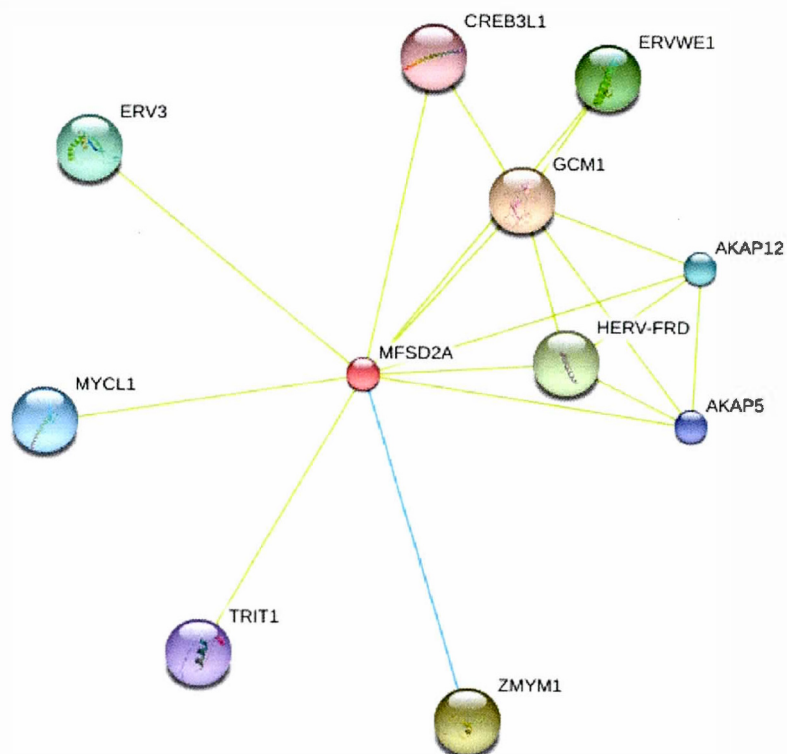 CREB3L1
ERVWE1
ERV3
GCM1
AKAP12
HERV-FRD
MFSD2A
MYCL1
AKAP5
TRIT1
ZMYM1